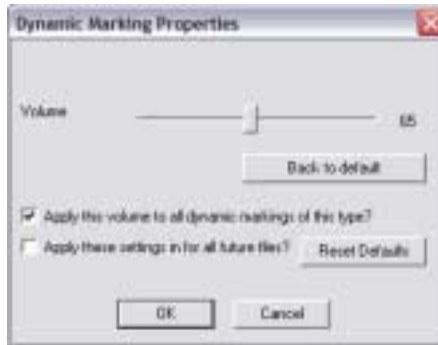 Dynamic Marking Properties
Volume
65
Back to default
Apply this volume to all dynamic markings of this type?
Apply these settings in for all future files?
Reset Defaults
OK
Cancel